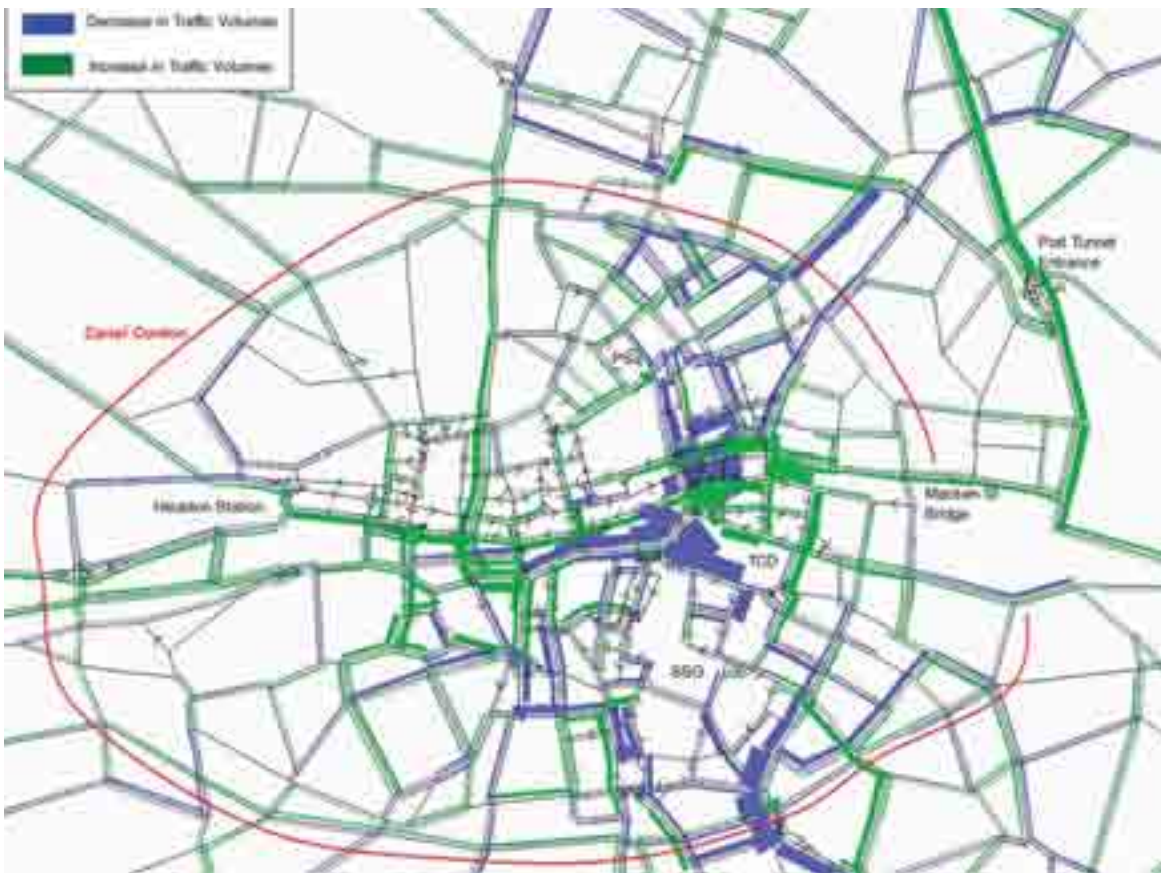 Decrease in Traffic Volumes
Increase in Traffic Volumes
Port Tunnel
Entrance
Canal Cordon
Heuston Station
Macken St
Bridge
TCD
SSG